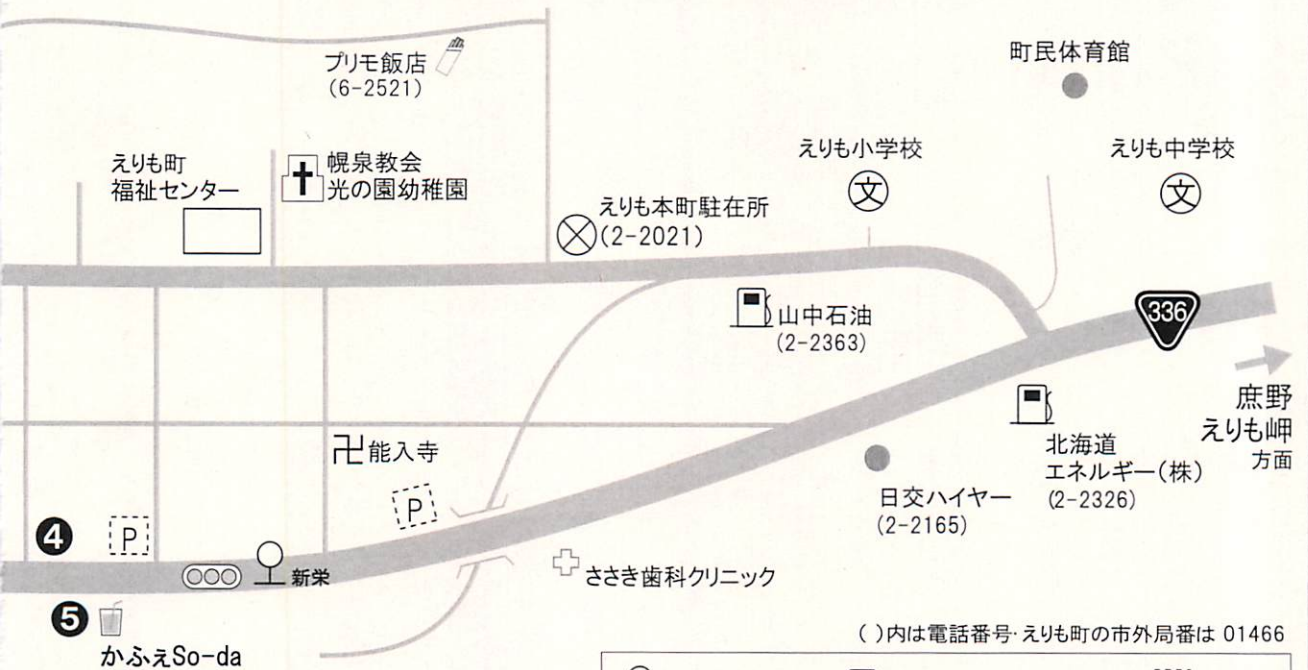 プリモ飯店
(6-2521)
町民体育館
えりも町
福祉センター
幌泉教会
光の園幼稚園
えりも小学校
文
えりも中学校
文
えりも本町駐在所
(2-2021)
山中石油
(2-2363)
336
庶野
えりも岬
方面
北海道
エネルギー(株)
(2-2326)
卍能入寺
P
日交ハイヤー
(2-2165)
❹
P
新栄
ささき歯科クリニック
❺
かふぇSo-da
( )内は電話番号·えりも町の市外局番は 01466